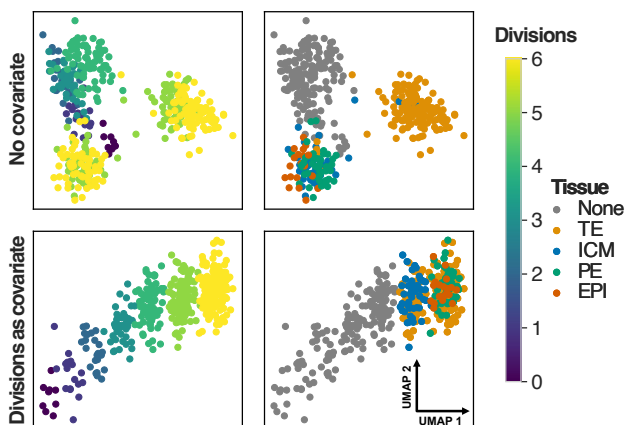 No covariate
Divisions as covariate
UMAP 2
UMAP 1
Divisions
6
5
4
3
2
1
0
Tissue
None
TE
ICM
PE
EPI